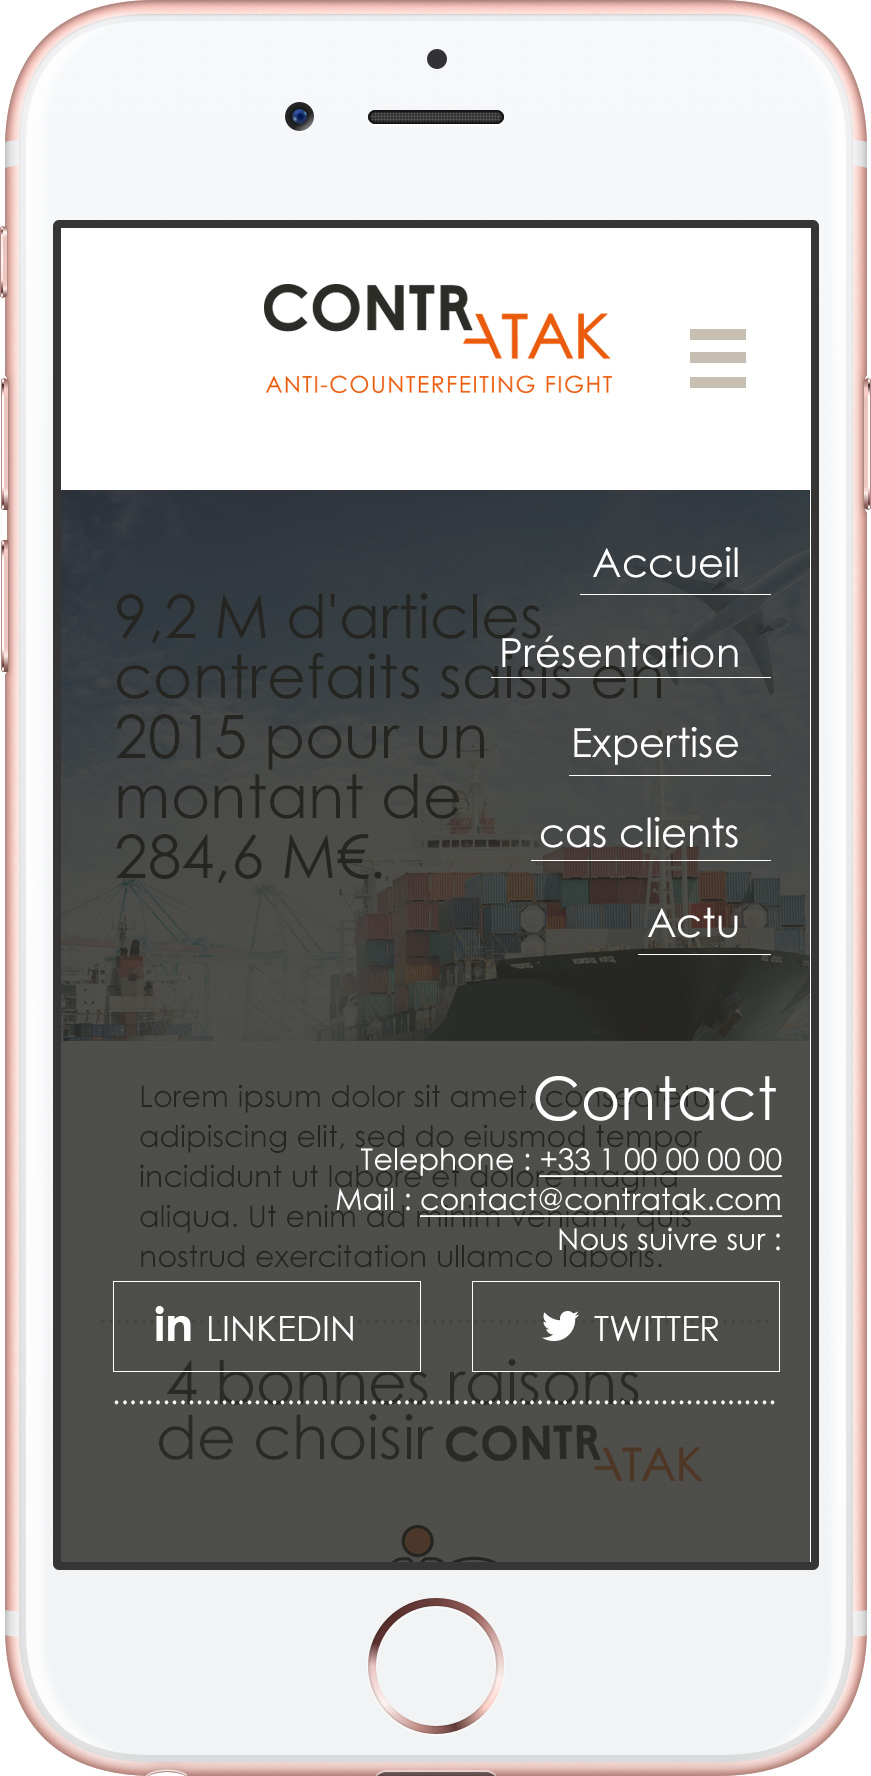 CONTRATAK
ANTI-COUNTERFEITING FIGHT
Accueil
Présentation
Expertise
cas clients
Actu
9,2 M d'articles
contrefaits saisis en
2015 pour un
montant de
284,6 M€.
Lorem ipsum dolor sit amet, consectetur
adipiscing elit, sed do eiusmod tempor
incididunt ut labore et dolore magna
aliqua. Ut enim ad minim veniam, quis
nostrud exercitation ullamco laboris.
Contact
Telephone : +33 1 00 00 00 00
Mail : contact@contratak.com
Nous suivre sur :
in LINKEDIN
TWITTER
4 bonnes raisons
de choisir CONTRATAK